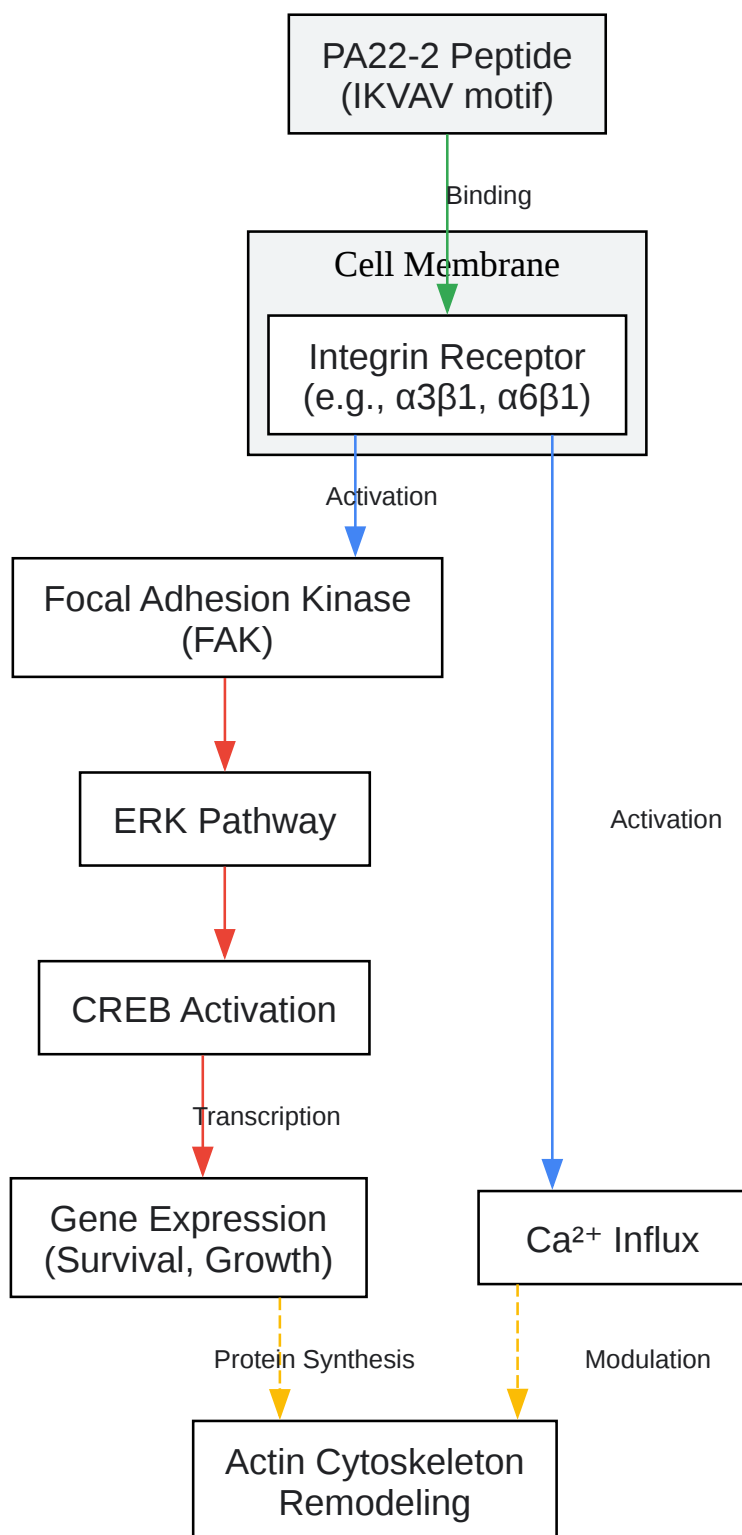 PA22-2 Peptide
(IKVAV motif)
Binding
Cell Membrane
Integrin Receptor
(e.g., α3β1, α6β1)
Activation
Focal Adhesion Kinase
(FAK)
ERK Pathway
Activation
CREB Activation
Transcription
Gene Expression
(Survival, Growth)
Ca²⁺ Influx
Protein Synthesis
Modulation
Actin Cytoskeleton
Remodeling